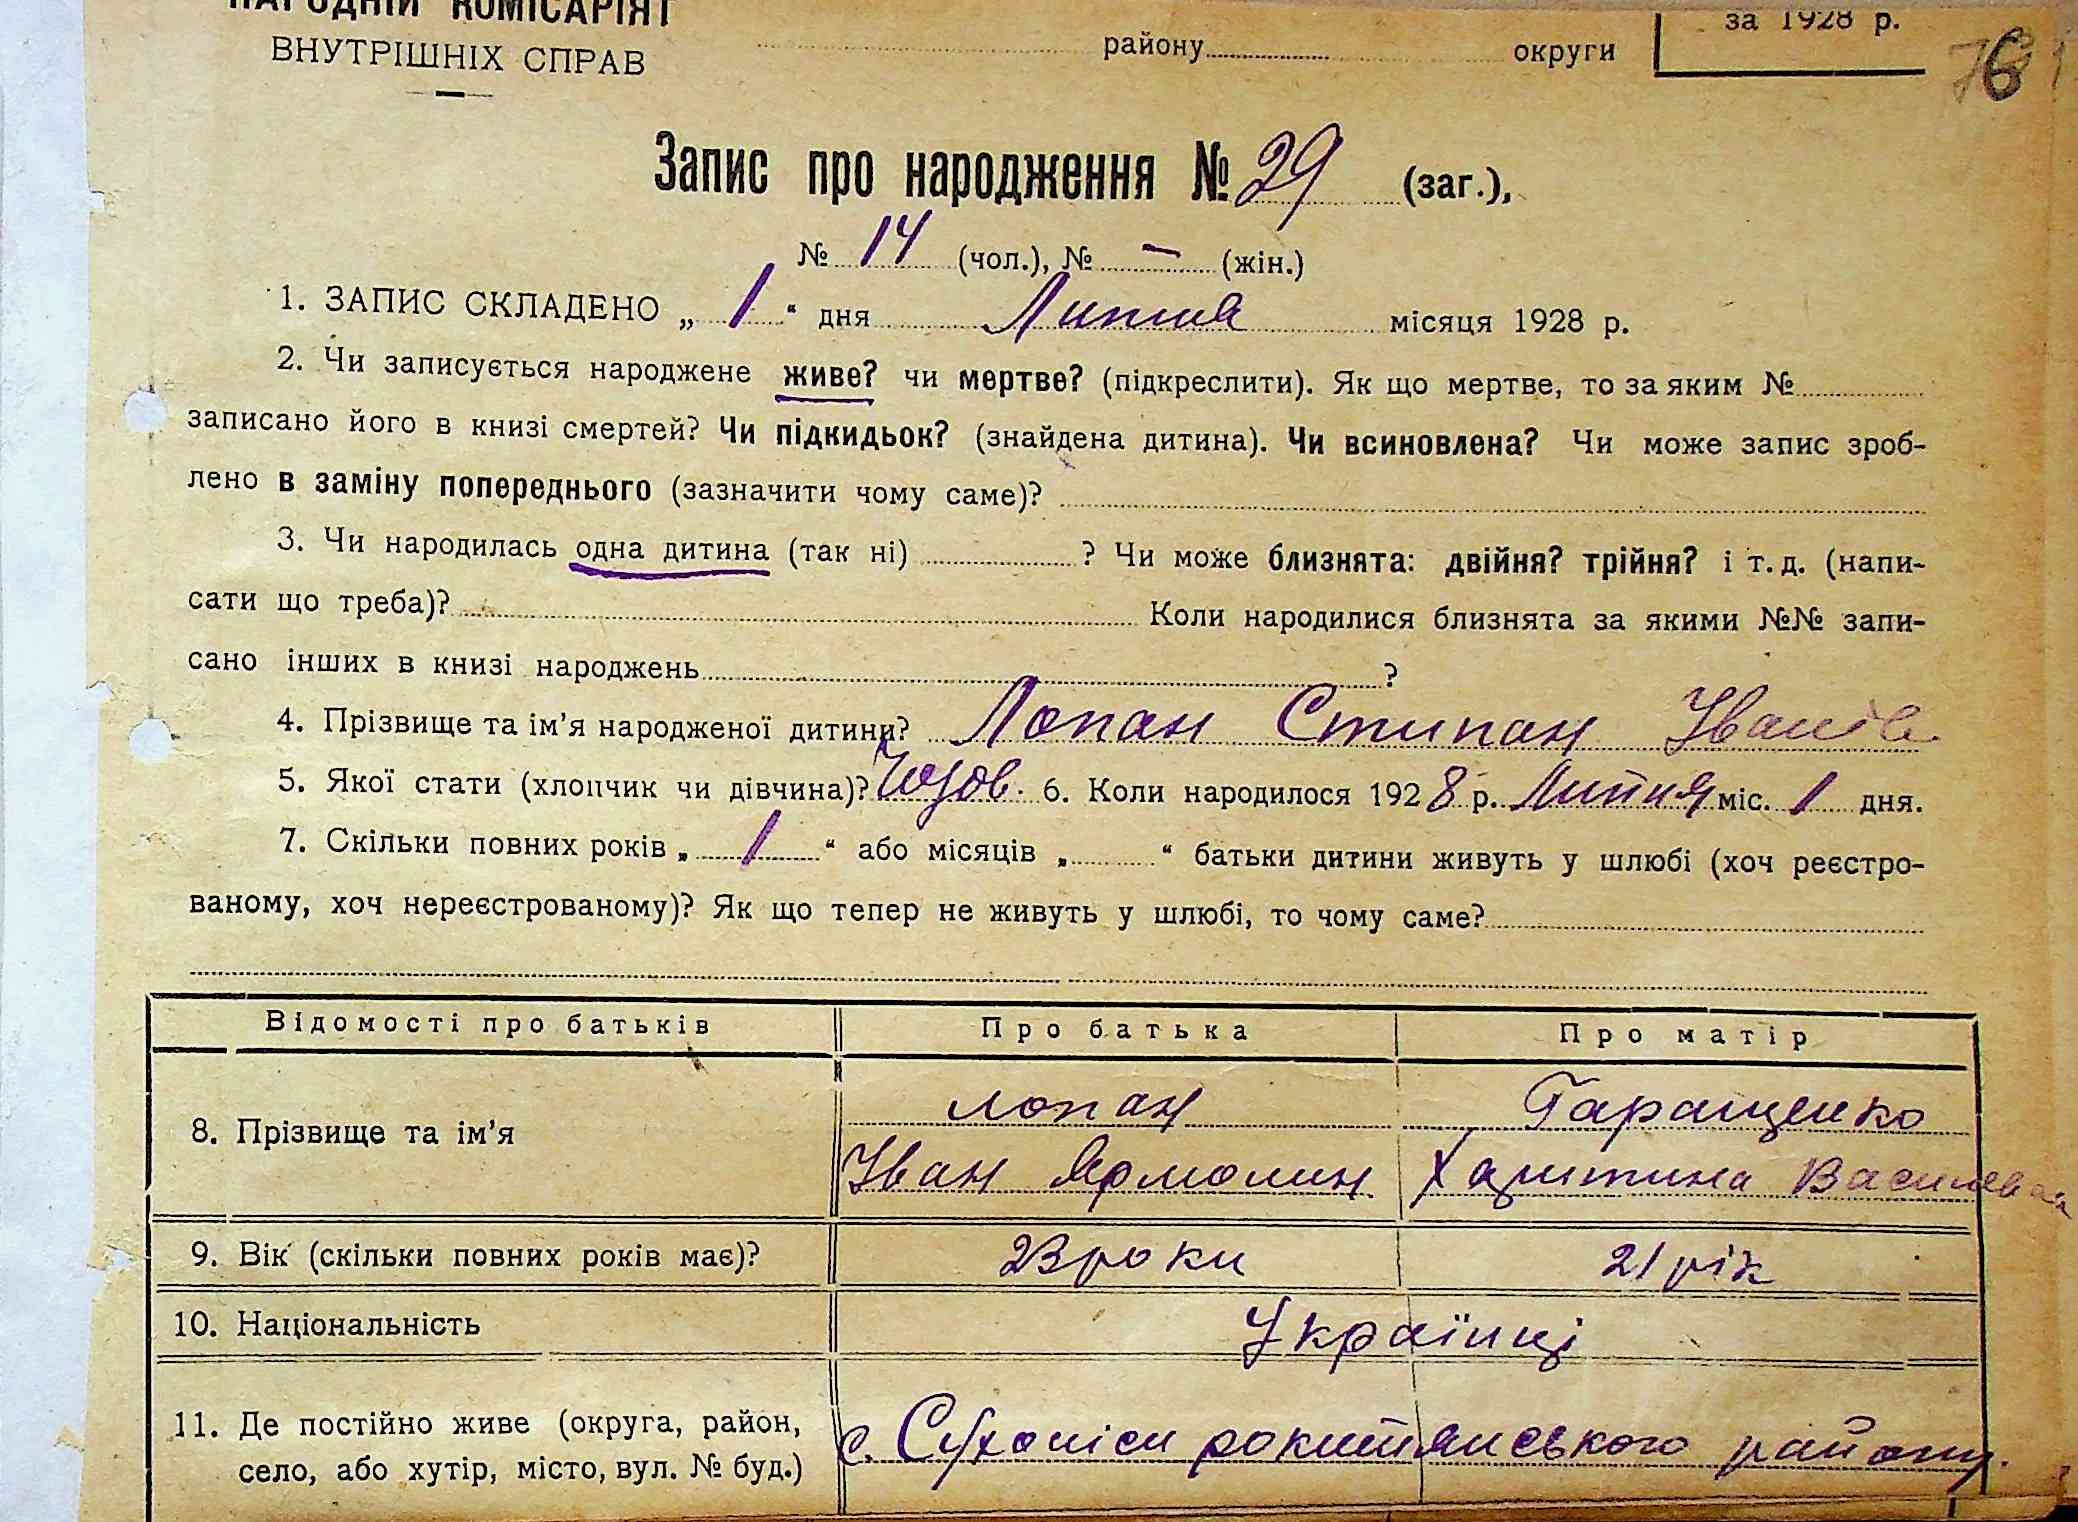 НАРОДНІЙ КОМІСАРІЯТ
ВНУТРІШНІХ СПРАВ
району округи
за 1928 р.
Запис про народження № 29 (заг.),
№ 14 (чол.), № — (жін.)
1. ЗАПИС СКЛАДЕНО „ 1 “ дня Липня місяця 1928 р.
2. Чи записується народжене живе? чи мертве? (підкреслити). Як що мертве, то за яким №
записано його в книзі смертей? Чи підкидьок? (знайдена дитина). Чи всиновлена? Чи може запис зроб-
лено в заміну попереднього (зазначити чому саме)?
3. Чи народилась одна дитина (так ні) ? Чи може близнята: двійня? трійня? і т. д. (напи-
сати що треба)? Коли народилися близнята за якими №№ запи-
сано інших в книзі народжень ?
4. Прізвище та ім’я народженої дитини? Лопан Стипан Іванів
5. Якої статі (хлопчик чи дівчина)? Чолов. 6. Коли народилося 1928 р. Липня міс. 1 дня.
7. Скільки повних років „ 1 “ або місяців „ “ батьки дитини живуть у шлюбі (хоч реєстро-
ваному, хоч нереєстрованому)? Як що тепер не живуть у шлюбі, то чому саме?
Відомості про батьків Про батька Про матір
8. Прізвище та ім’я
Лопан Гаращенко
Іван Ярмолин Харитина
9. Вік (скільки повних років має)? 23 роки 21 рік
10. Національність Українці
11. Де постійно живе (округа, район,
село, або хутір, місто, вул. № буд.)
с. Сухоліси рокитянського району.